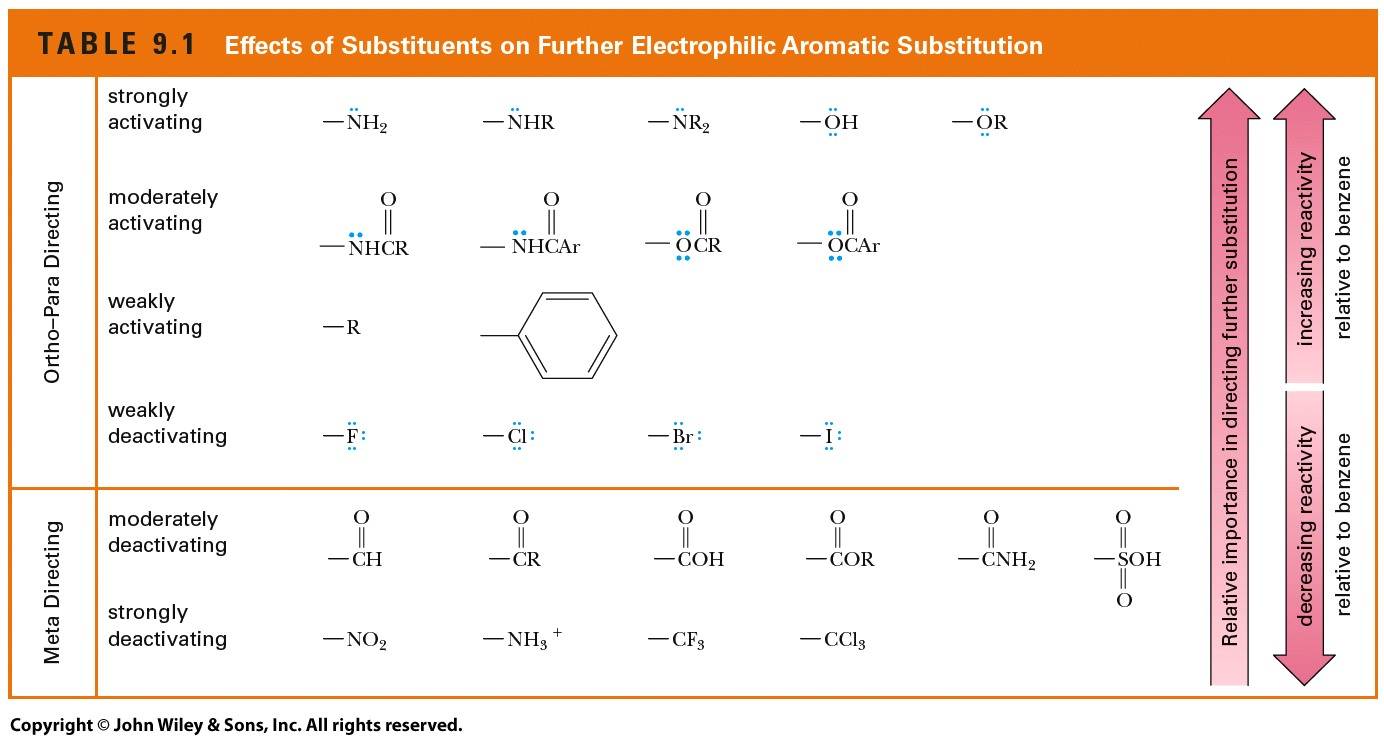 TABLE 9.1 Effects of Substituents on Further Electrophilic Aromatic Substitution
Ortho–Para Directing
strongly
activating
—NH₂ —NHR —NR₂ —OH —OR
moderately
activating
O O O O
—NHCR —NHCAr —OCR —OCAr
weakly
activating
—R
weakly
deactivating
—F: —Cl: —Br: —I:
Meta Directing
moderately
deactivating
O O O O O O
—CH —CR —COH —COR —CNH₂ —SOH
O
strongly
deactivating
—NO₂ —NH₃⁺ —CF₃ —CCl₃
Relative importance in directing further substitution
increasing reactivity
relative to benzene
decreasing reactivity
relative to benzene
Copyright © John Wiley & Sons, Inc. All rights reserved.